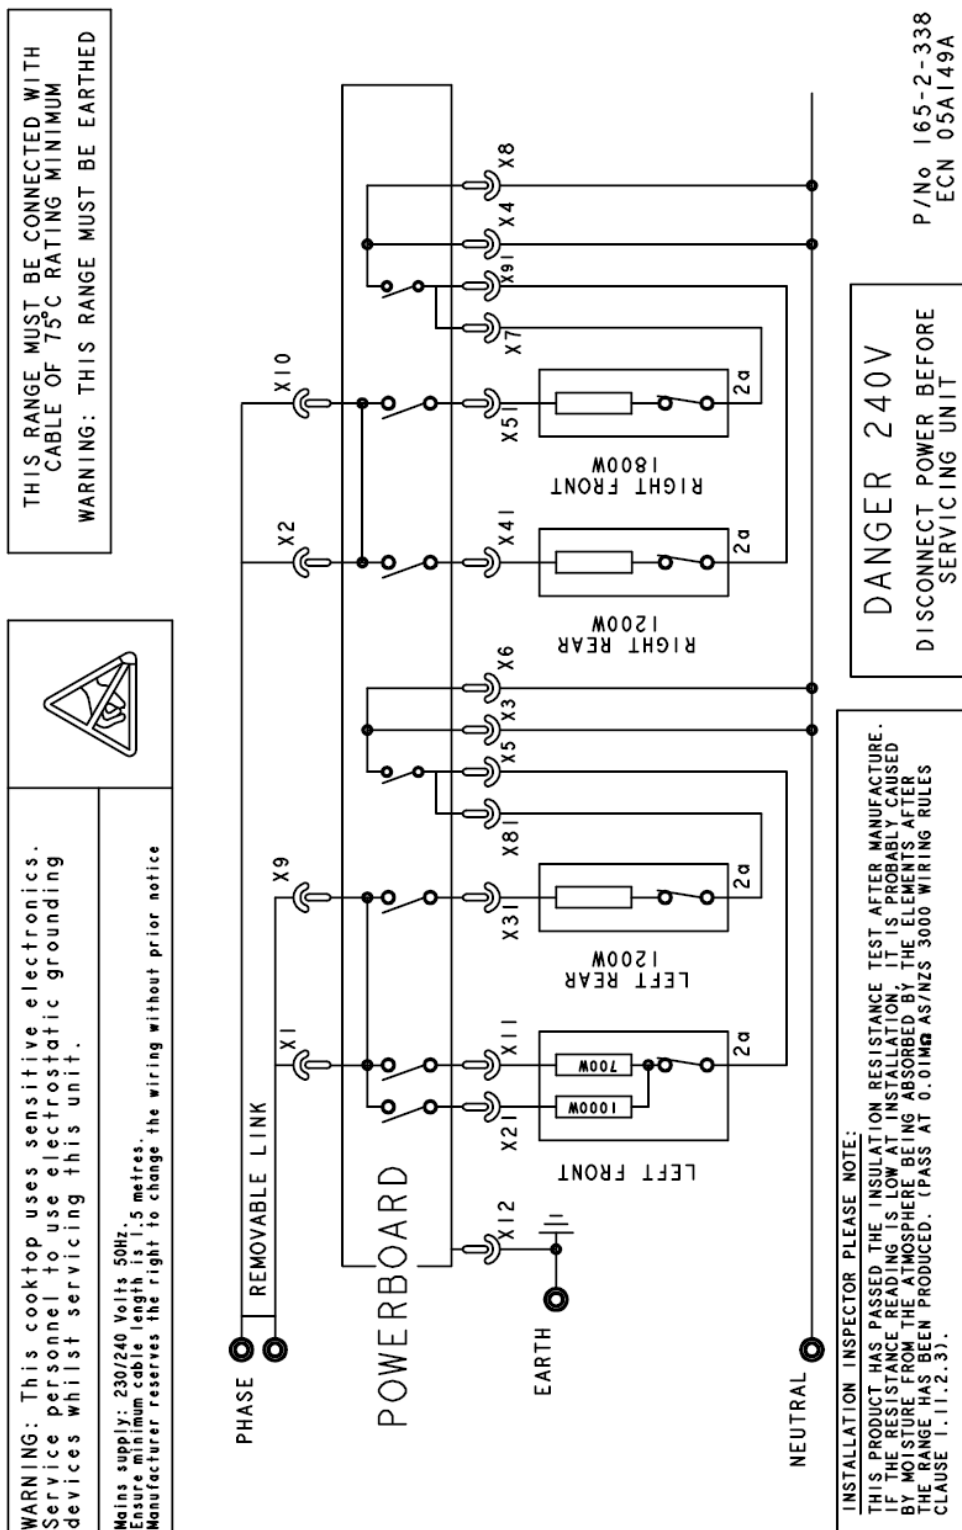 WARNING: This cooktop uses sensitive electronics.
Service personnel to use electrostatic grounding
devices whilst servicing this unit.
Mains supply: 230/240 Volts 50Hz.
Ensure minimum cable length is 1.5 metres.
Manufacturer reserves the right to change the wiring without prior notice
THIS RANGE MUST BE CONNECTED WITH
CABLE OF 75°C RATING MINIMUM
WARNING: THIS RANGE MUST BE EARTHED
PHASE
REMOVABLE LINK
X1
X9
X2
X10
POWERBOARD
X12
X21
X11
X31
X81
X5
X3
X6
X41
X51
X7
X91
X4
X8
EARTH
1000W
700W
2a
LEFT FRONT
2a
LEFT REAR
1200W
2a
RIGHT REAR
1200W
2a
RIGHT FRONT
1800W
NEUTRAL
INSTALLATION INSPECTOR PLEASE NOTE:
THIS PRODUCT HAS PASSED THE INSULATION RESISTANCE TEST AFTER MANUFACTURE.
IF THE RESISTANCE READING IS LOW AT INSTALLATION, IT IS PROBABLY CAUSED
BY MOISTURE FROM THE ATMOSPHERE BEING ABSORBED BY THE ELEMENTS AFTER
THE RANGE HAS BEEN PRODUCED. (PASS AT 0.01MΩ AS/NZS 3000 WIRING RULES
CLAUSE 1.11.2.3).
DANGER 240V
DISCONNECT POWER BEFORE
SERVICING UNIT
P/No 165-2-338
ECN 05A149A